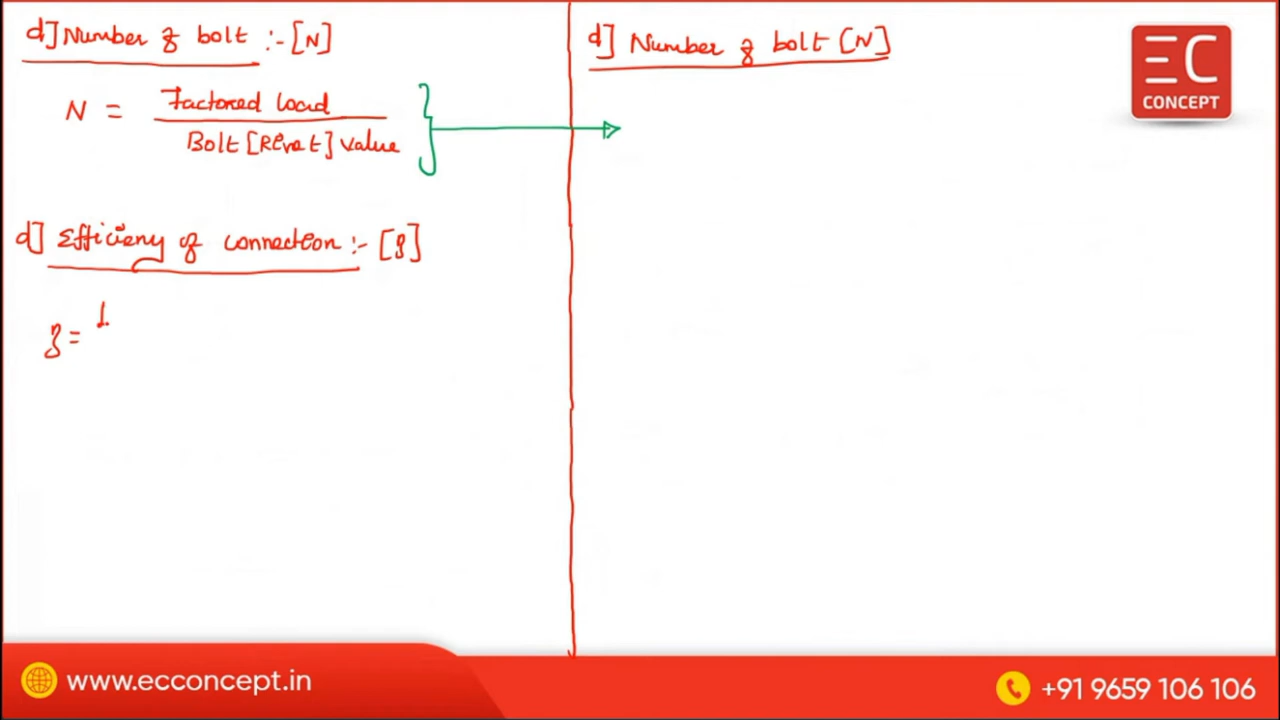 d] Number of bolt :- [N]
N = Factored load
Bolt [Rivet] value
d] Efficieny of connection :- [η]
η =
d] Number of bolt [N]
EC
CONCEPT
www.ecconcept.in
+91 9659 106 106